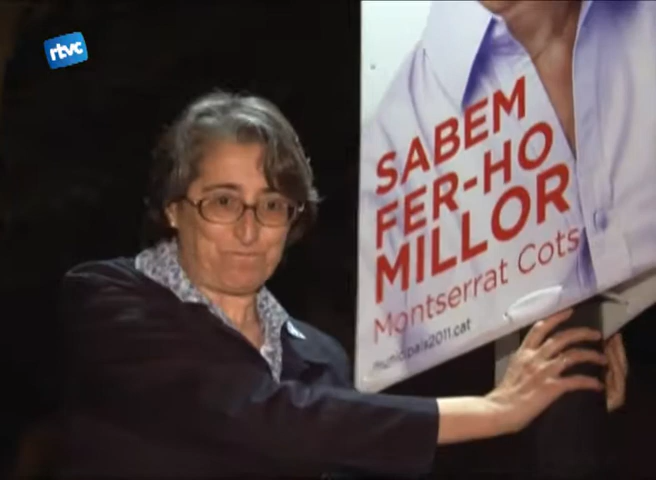 rtvc
SABEM
FER-HO
MILLOR
Montserrat Cots
municipals2011.cat